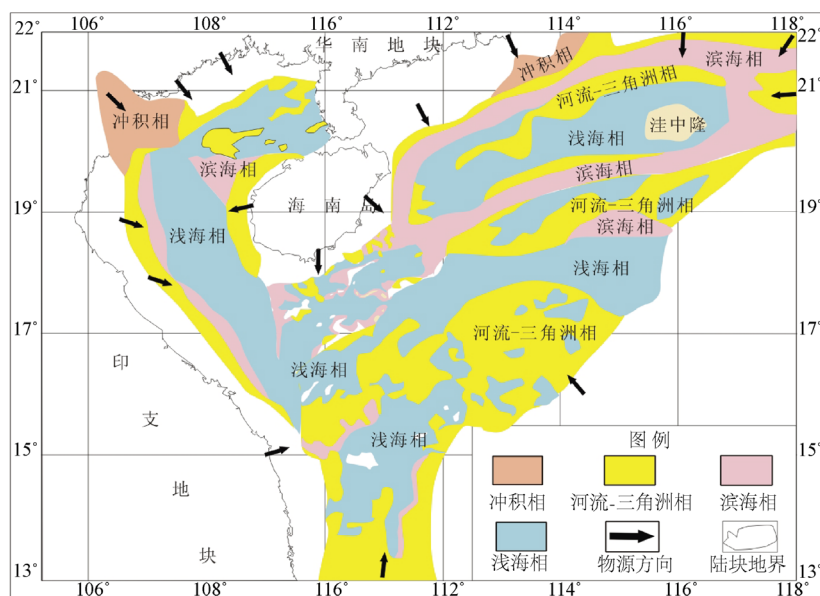 106° 108° 116° 112° 114° 116° 118°
22° 华南地块 22°
冲积相 滨海相
21° 河流-三角洲相 21°
冲积相 洼中隆
浅海相
滨海相 滨海相
19° 海南岛 河流-三角洲相 19°
滨海相
浅海相 浅海相
17° 河流-三角洲相 17°
印支地块
浅海相
浅海相
15° 15°
图例
冲积相 河流-三角洲相 滨海相
浅海相 物源方向 陆块地界
13° 13°
106° 108° 116° 112° 114° 116° 118°